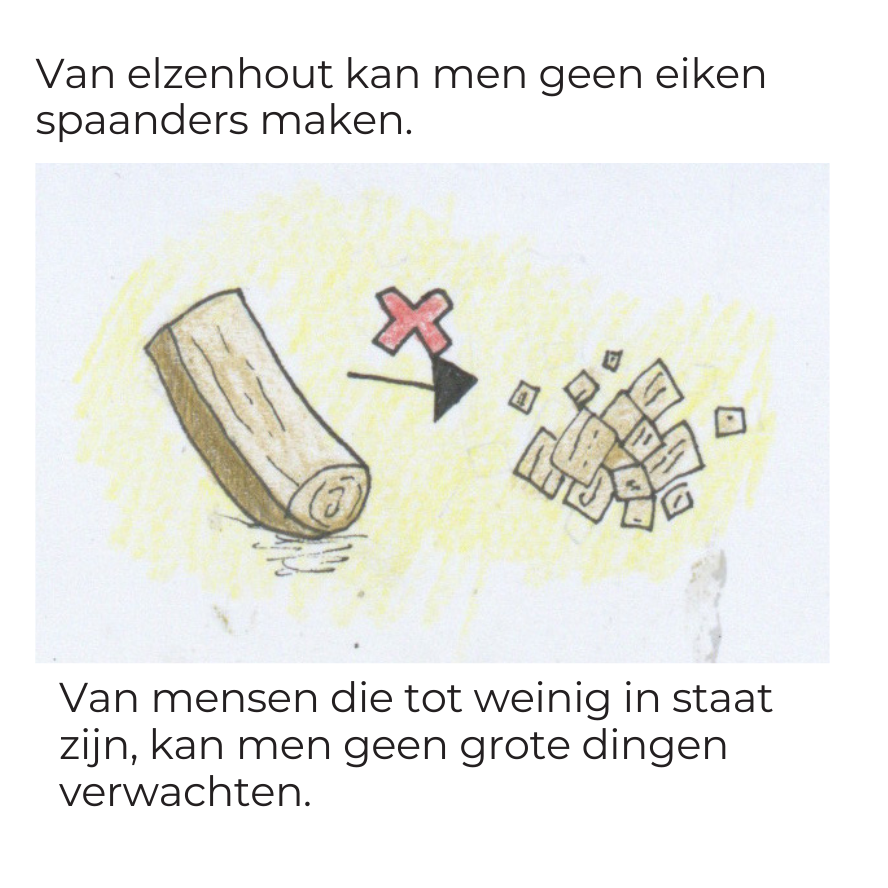 Van elzenhout kan men geen eiken
spaanders maken.
Van mensen die tot weinig in staat
zijn, kan men geen grote dingen
verwachten.